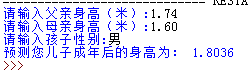 RESTA
请输入父亲身高（米）:1.74
请输入母亲身高（米）:1.60
请输入孩子性别:男
预测您儿子成年后的身高为： 1.8036
>>>